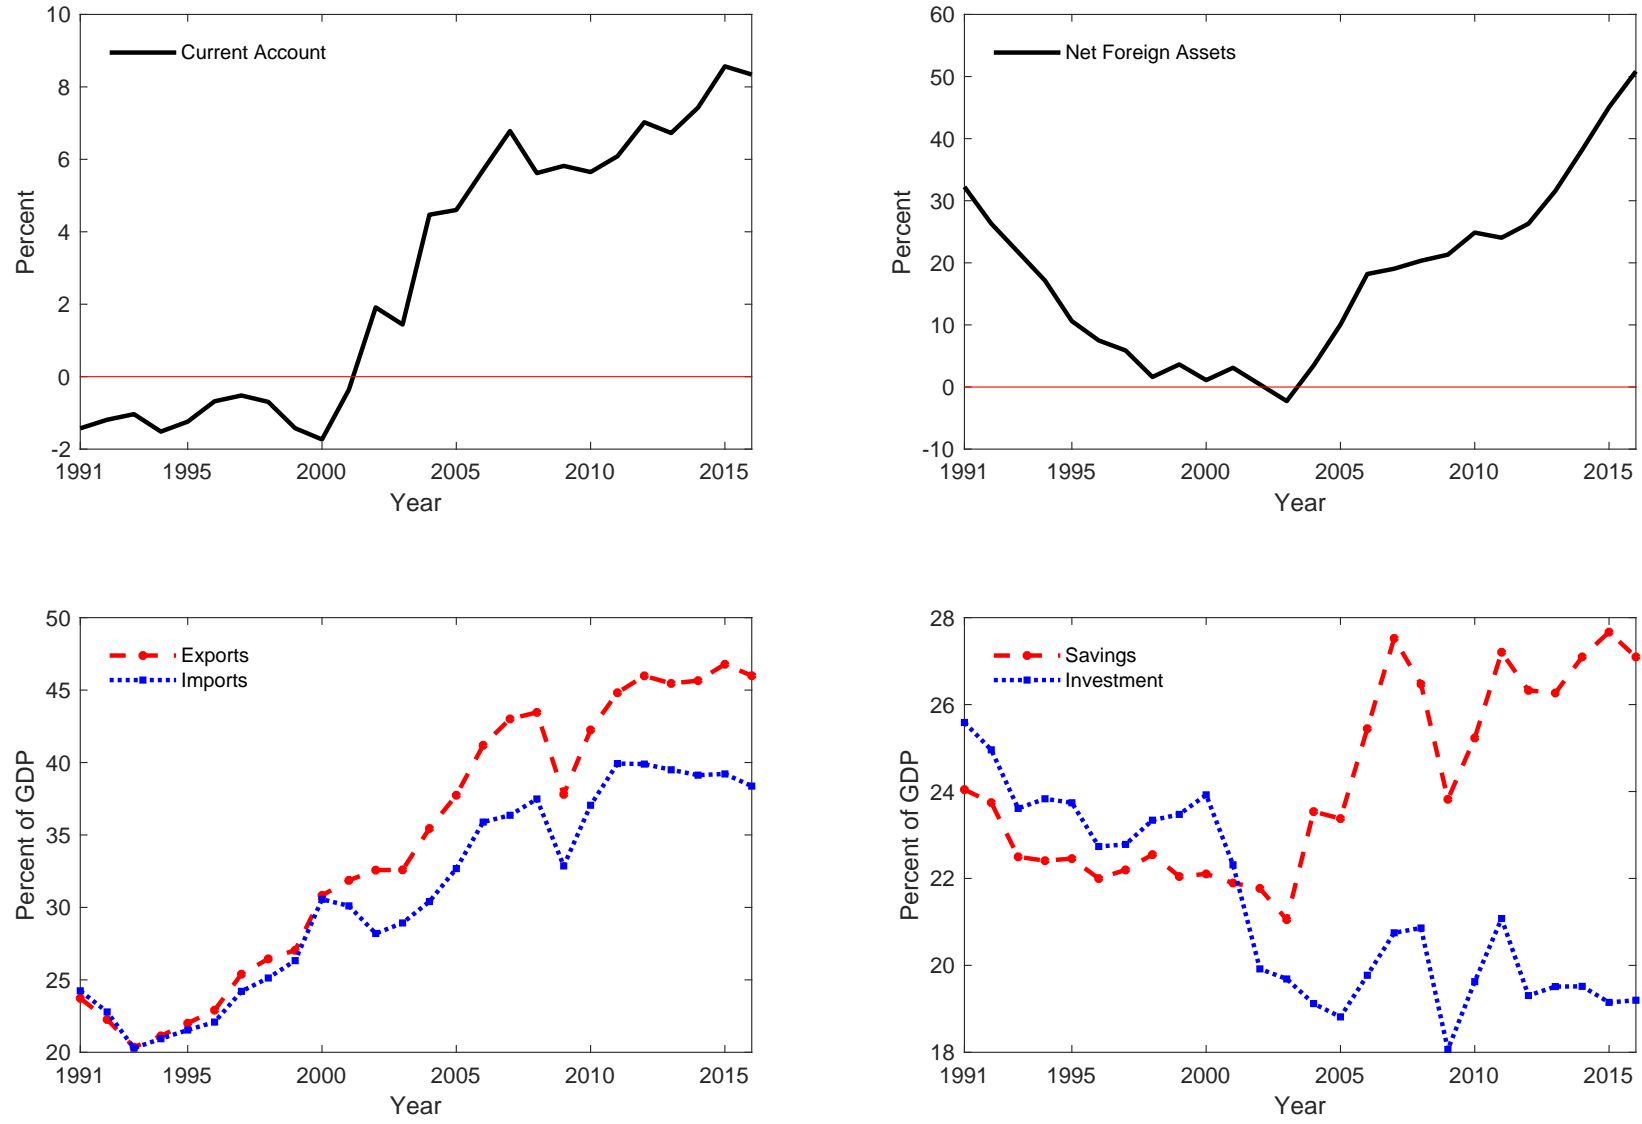 10
8
6
4
2
0
-2
Percent
Current Account
1991 1995 2000 2005 2010 2015
Year
60
50
40
30
20
10
0
-10
Percent
Net Foreign Assets
1991 1995 2000 2005 2010 2015
Year
50
45
40
35
30
25
20
Percent of GDP
Exports
Imports
1991 1995 2000 2005 2010 2015
Year
28
26
24
22
20
18
Percent of GDP
Savings
Investment
1991 1995 2000 2005 2010 2015
Year